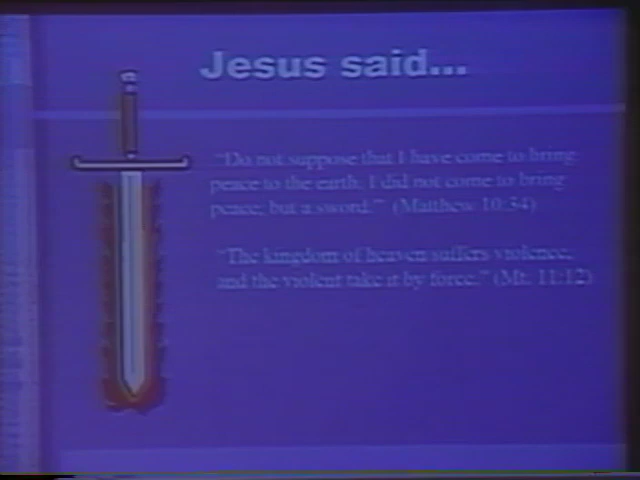 Jesus said...
"Do not suppose that I have come to bring
peace to the earth. I did not come to bring
peace, but a sword." (Matthew 10:34)
"The kingdom of heaven suffers violence,
and the violent take it by force." (Mt. 11:12)